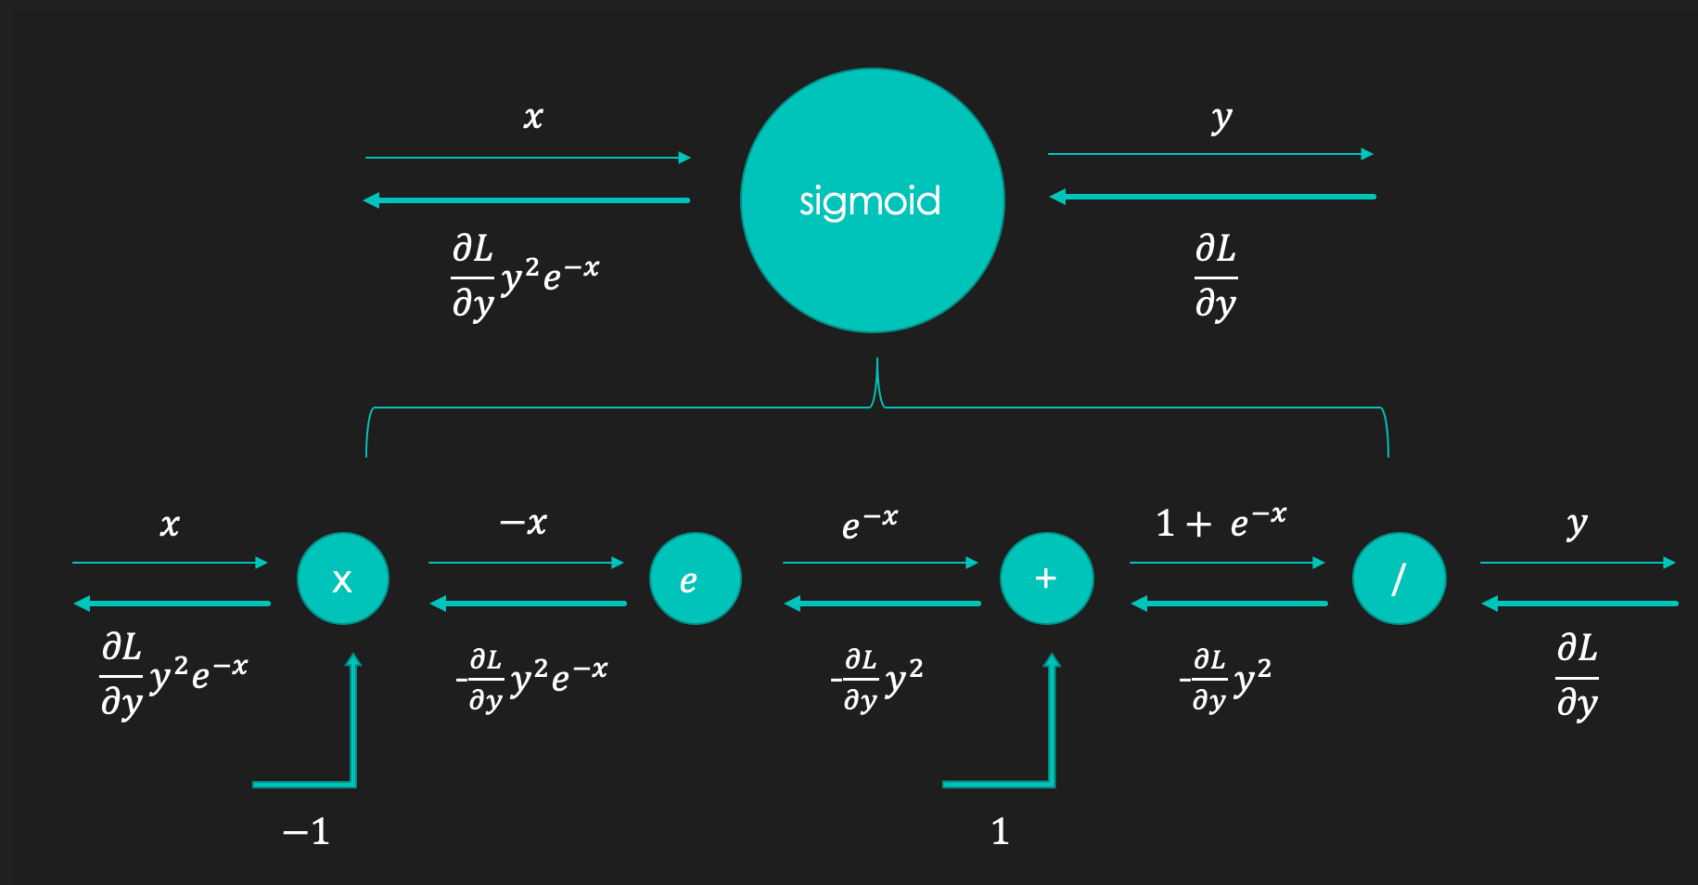 x
y
sigmoid
∂L/∂y y²e⁻ˣ
∂L/∂y
x
−x
e⁻ˣ
1 + e⁻ˣ
y
x
e
+
/
∂L/∂y y²e⁻ˣ
-∂L/∂y y²e⁻ˣ
-∂L/∂y y²
-∂L/∂y y²
∂L/∂y
−1
1